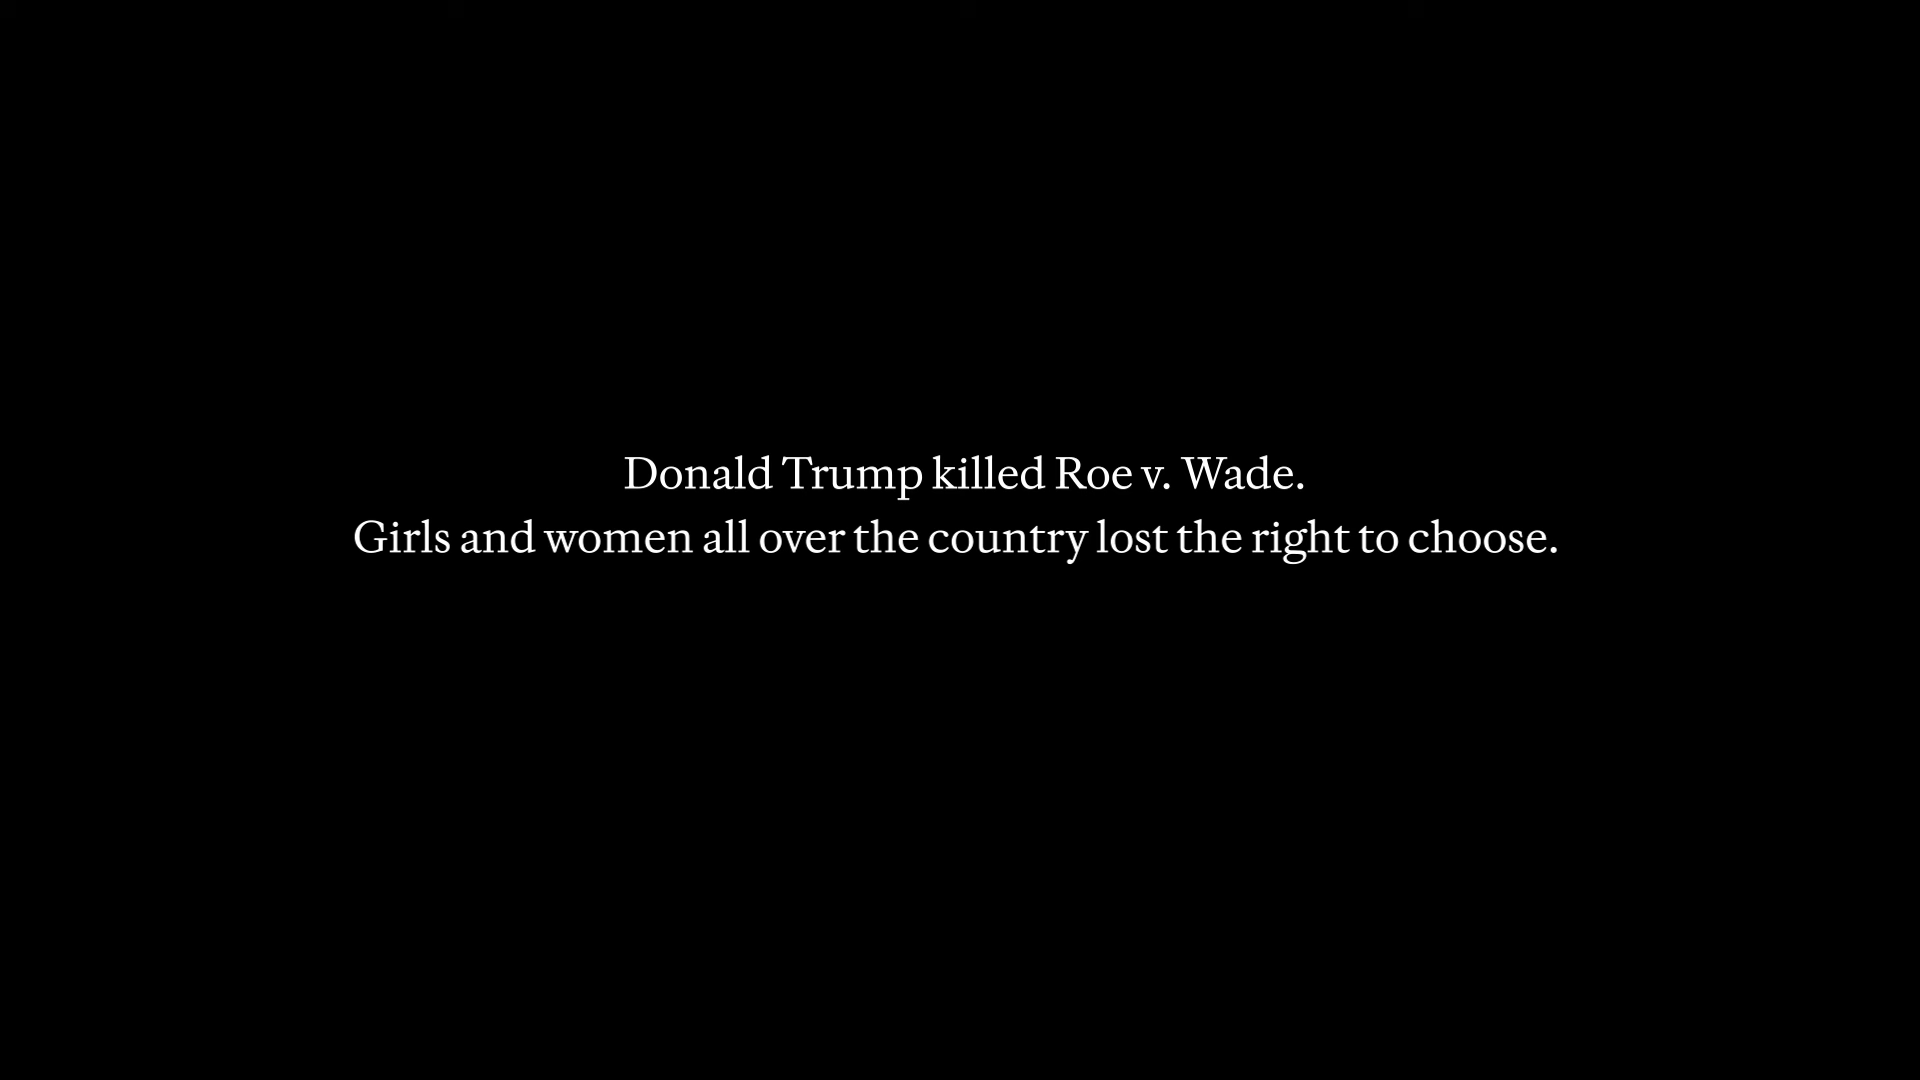 Donald Trump killed Roe v. Wade.
Girls and women all over the country lost the right to choose.